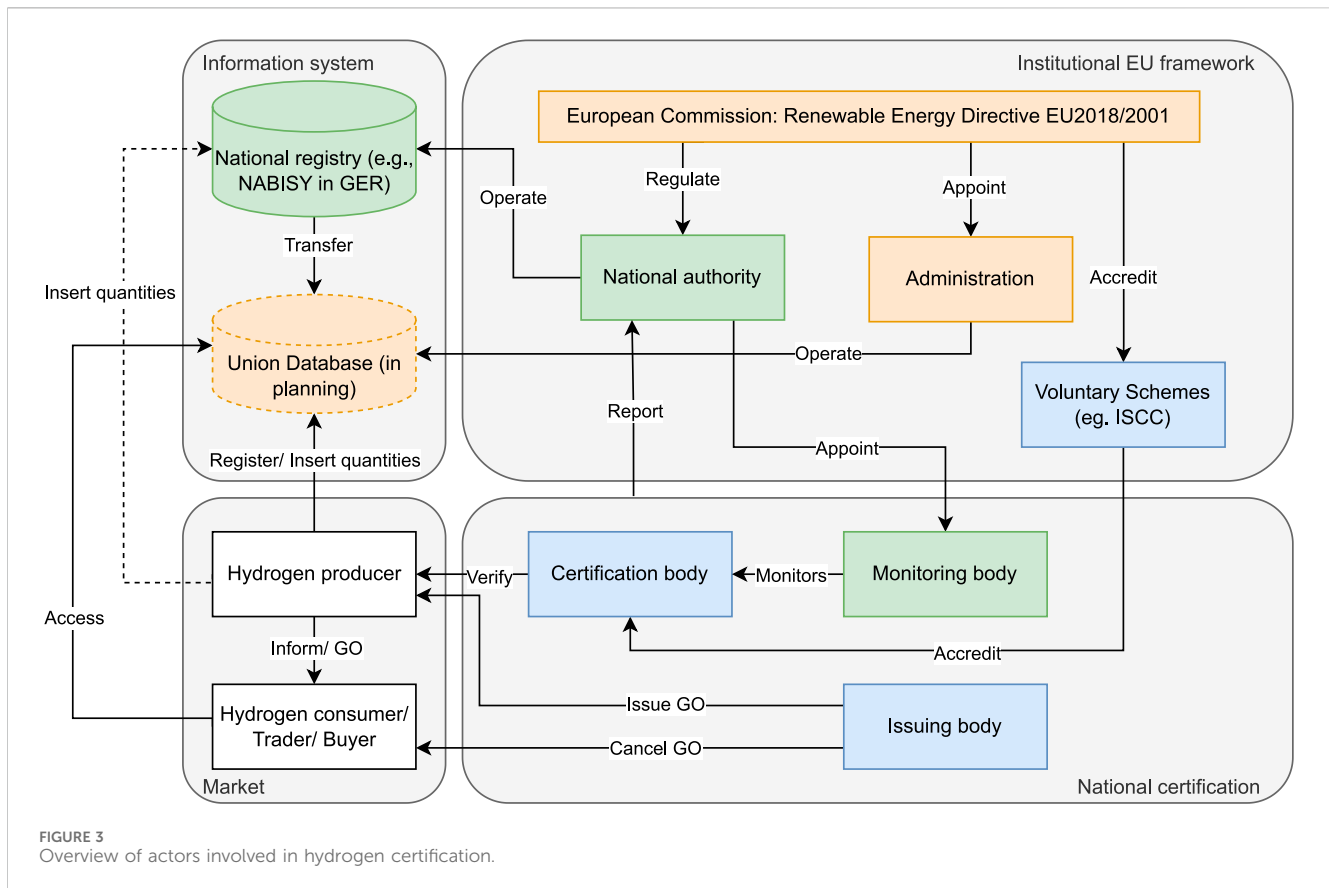 Information system
Institutional EU framework
European Commission: Renewable Energy Directive EU2018/2001
National registry (e.g.,
NABISY in GER)
Operate
Regulate
Appoint
Transfer
National authority
Administration
Accredit
Insert quantities
Union Database (in
planning)
Operate
Voluntary Schemes
(eg. ISCC)
Report
Register/ Insert quantities
Appoint
Hydrogen producer
Verify
Certification body
Monitors
Monitoring body
Access
Inform/ GO
Accredit
Hydrogen consumer/
Trader/ Buyer
Issue GO
Cancel GO
Issuing body
Market
National certification
FIGURE 3
Overview of actors involved in hydrogen certification.